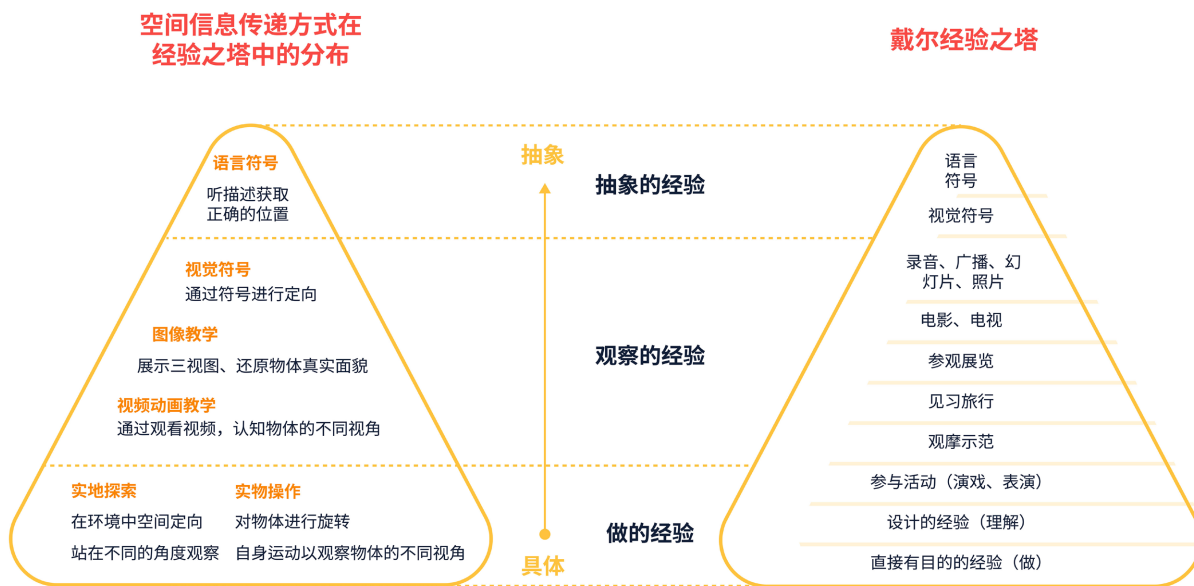 空间信息传递方式在
经验之塔中的分布
戴尔经验之塔
语言符号
听描述获取
正确的位置
视觉符号
通过符号进行定向
图像教学
展示三视图、还原物体真实面貌
视频动画教学
通过观看视频，认知物体的不同视角
实地探索
在环境中空间定向
站在不同的角度观察
实物操作
对物体进行旋转
自身运动以观察物体的不同视角
抽象
具体
抽象的经验
观察的经验
做的经验
语言
符号
视觉符号
录音、广播、幻
灯片、照片
电影、电视
参观展览
见习旅行
观摩示范
参与活动（演戏、表演）
设计的经验（理解）
直接有目的的经验（做）